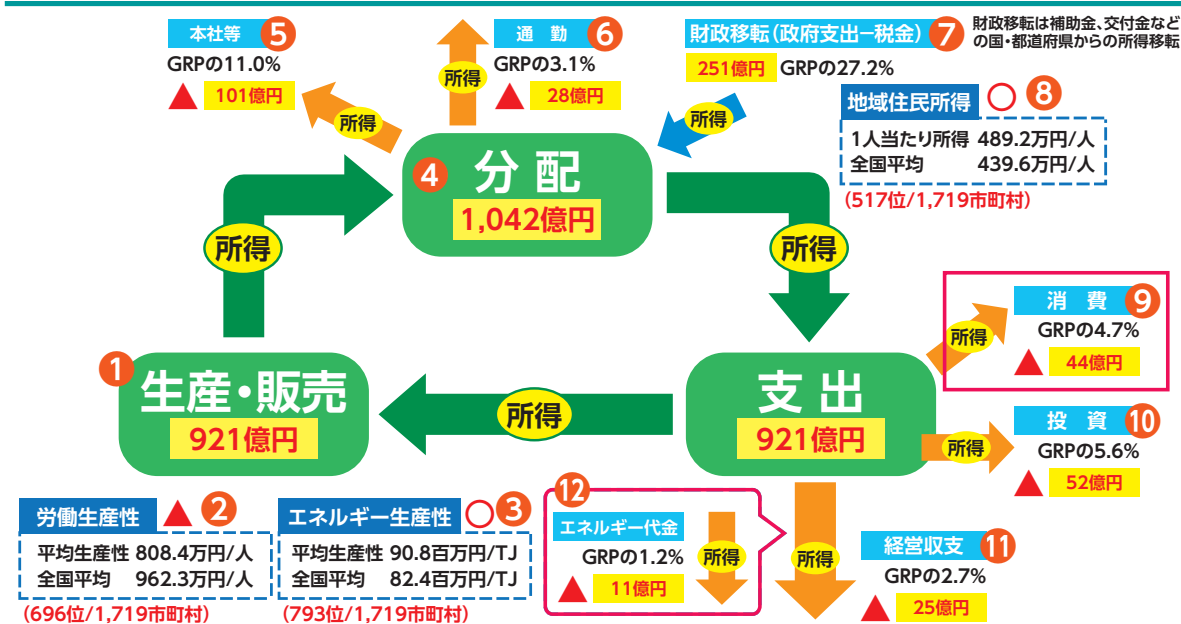 本社等 ⑤
GRPの11.0%
▲ 101億円
通 勤 ⑥
GRPの3.1%
▲ 28億円
財政移転(政府支出−税金) ⑦
251億円 GRPの27.2%
財政移転は補助金、交付金など
の国・都道府県からの所得移転
所得
所得
所得
地域住民所得 ○ ⑧
1人当たり所得 489.2万円/人
全国平均 439.6万円/人
(517位/1,719市町村)
④ 分配
1,042億円
所得
所得
消 費 ⑨
GRPの4.7%
▲ 44億円
所得
① 生産・販売
921億円
所得
支出
921億円
投 資 ⑩
GRPの5.6%
▲ 52億円
所得
労働生産性 ▲ ②
平均生産性 808.4万円/人
全国平均 962.3万円/人
(696位/1,719市町村)
エネルギー生産性 ○ ③
平均生産性 90.8百万円/TJ
全国平均 82.4百万円/TJ
(793位/1,719市町村)
⑫
エネルギー代金
GRPの1.2%
▲ 11億円
所得
所得
経営収支 ⑪
GRPの2.7%
▲ 25億円